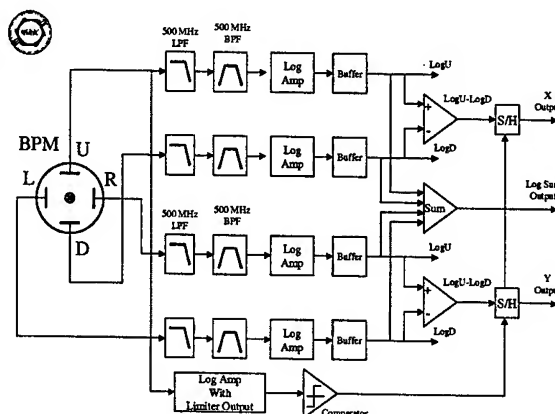 500 MHz
LPF
500 MHz
BPF
Log
Amp
Buffer
LogU
X
Output
LogU-LogD
S/H
BPM
U
L
R
D
Log
Amp
Buffer
LogD
Sum
Log Sum
Output
500 MHz
LPF
500 MHz
BPF
Log
Amp
Buffer
LogU
Y
Output
LogU-LogD
S/H
Log
Amp
Buffer
LogD
Log Amp
With
Limiter Output
Comparator